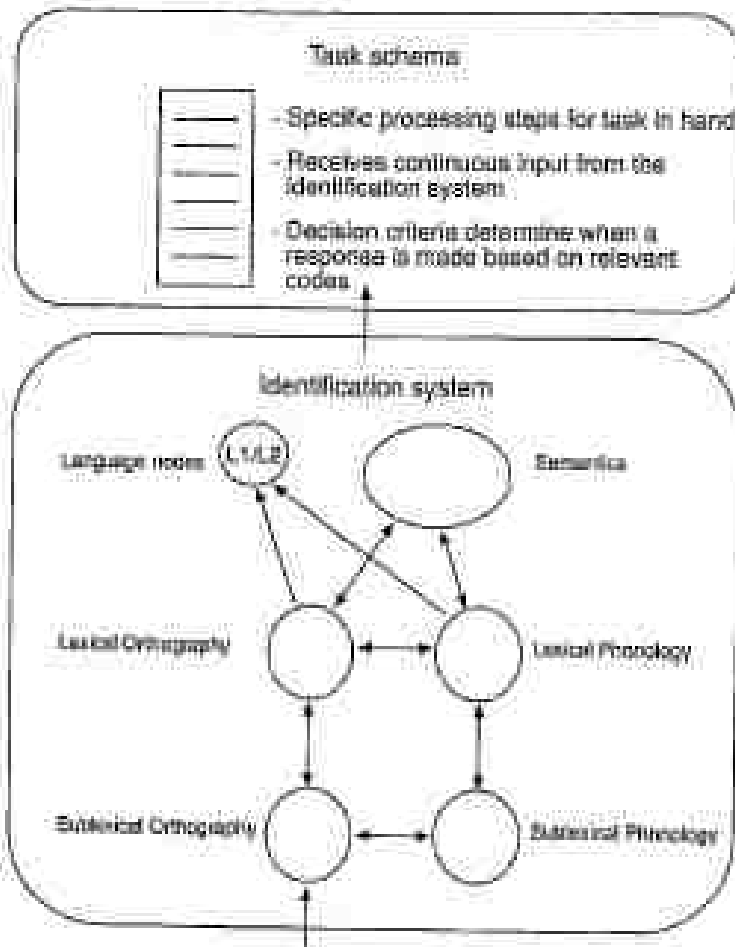 Task schema
- Specific processing steps for task in hand
- Receives continuous input from the
identification system
- Decision criteria determine when a
response is made based on relevant
codes
Identification system
Language nodes
L1/L2
Semantics
Lexical Orthography
Lexical Phonology
Sublexical Orthography
Sublexical Phonology